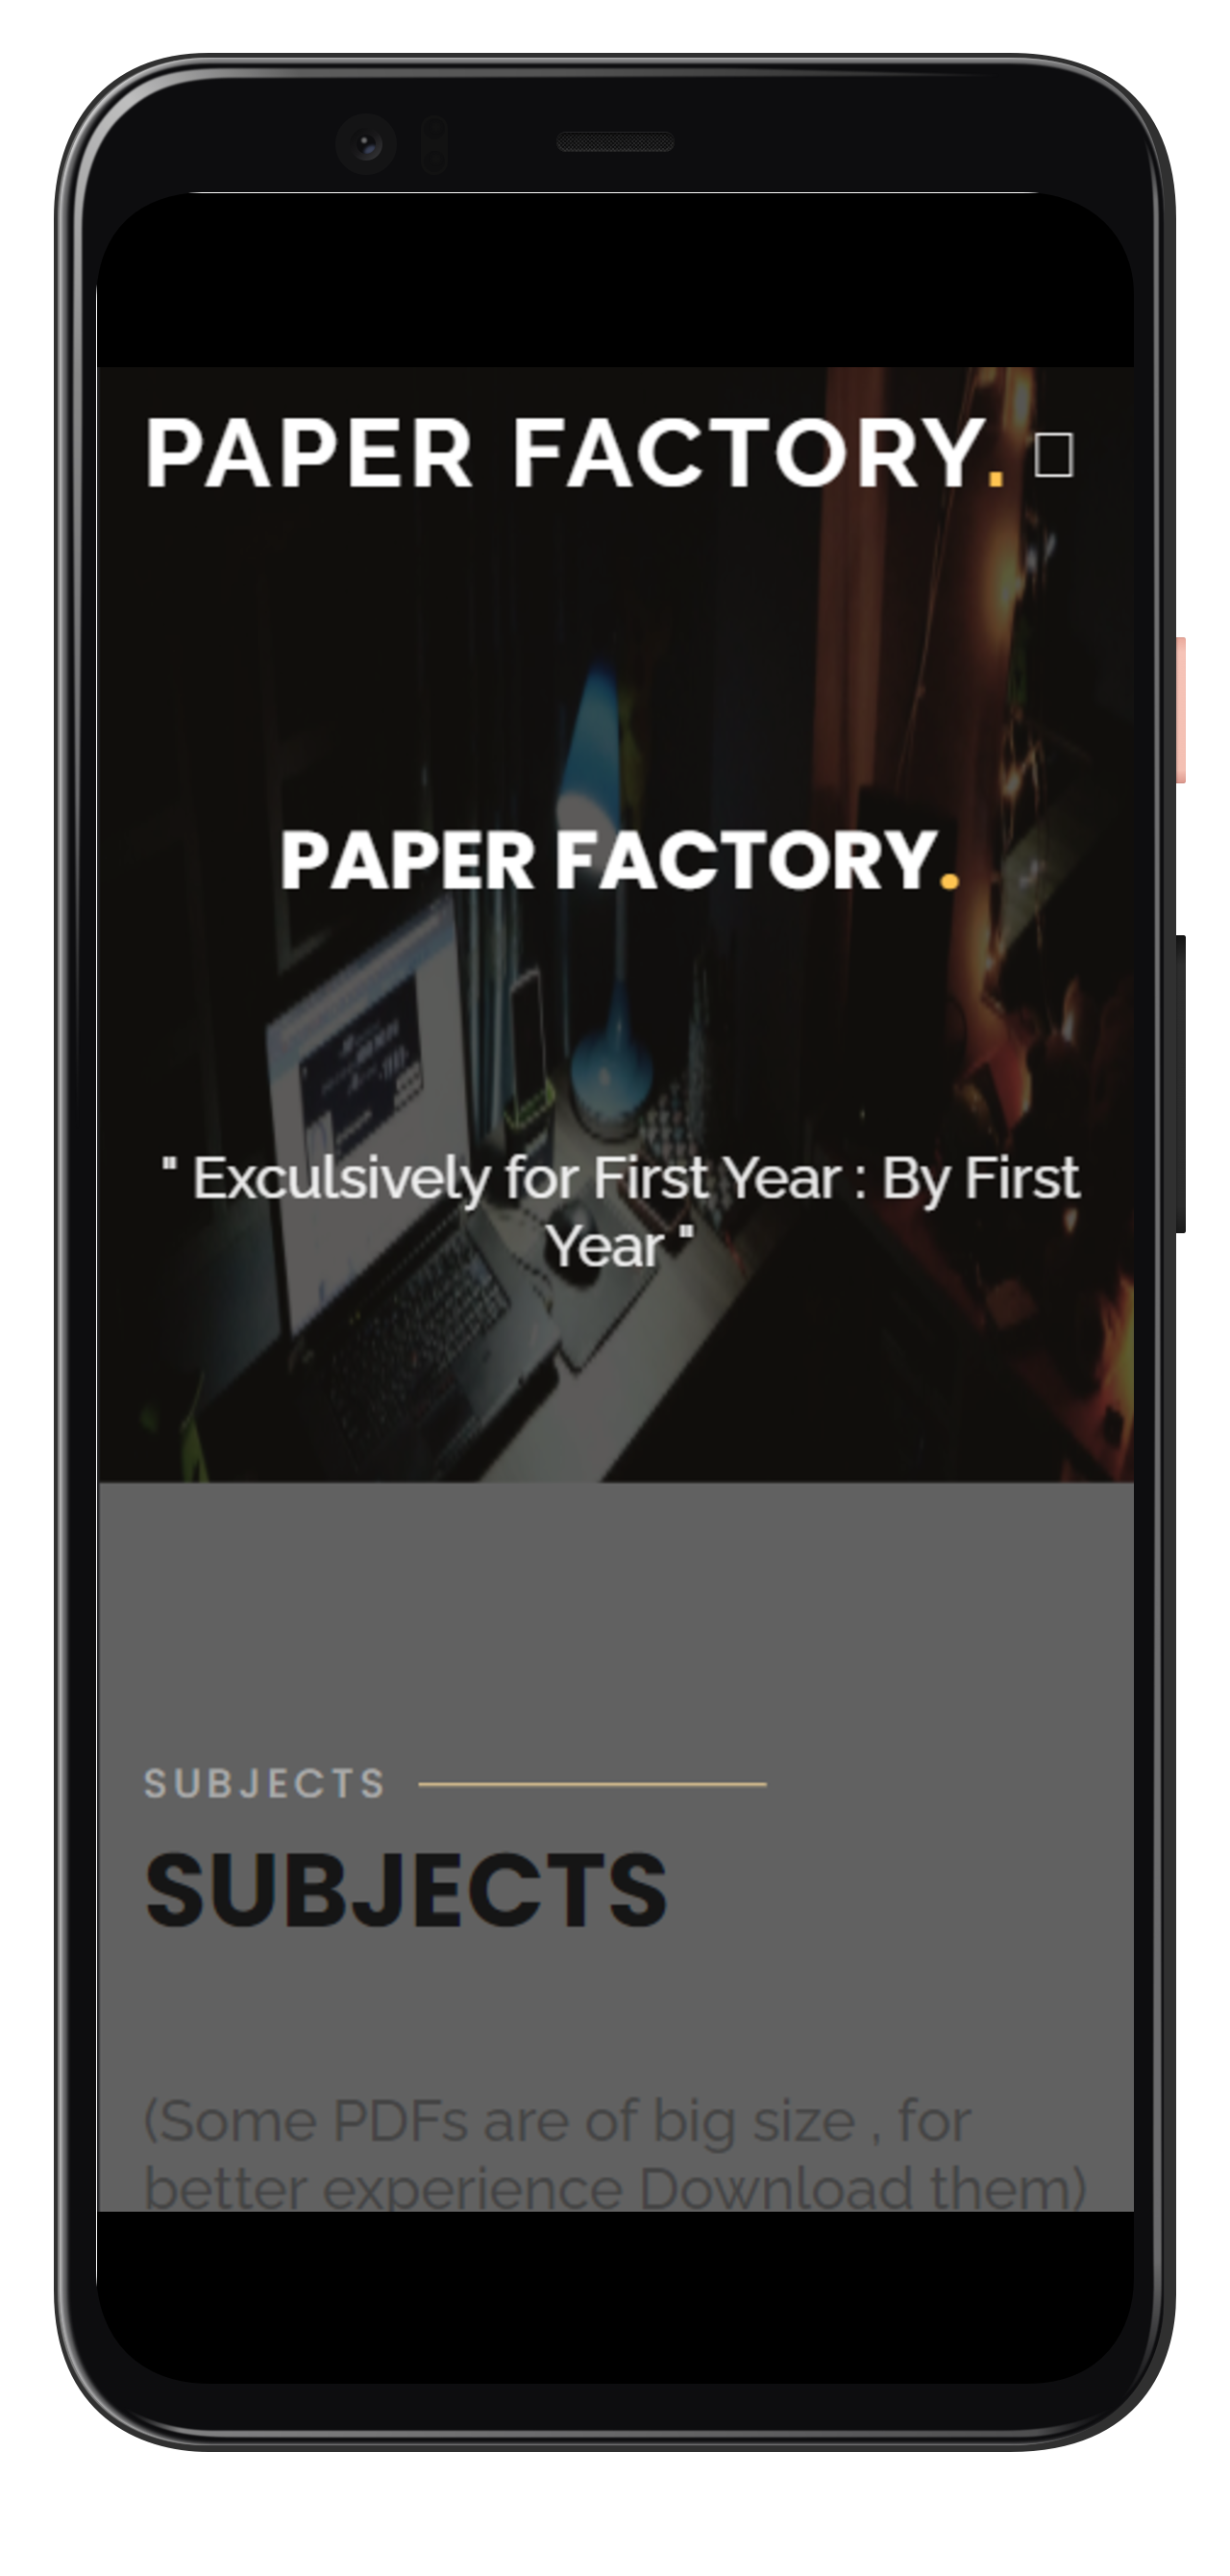 PAPER FACTORY.
PAPER FACTORY.
" Exculsively for First Year : By First
Year "
SUBJECTS
SUBJECTS
(Some PDFs are of big size , for
better experience Download them)